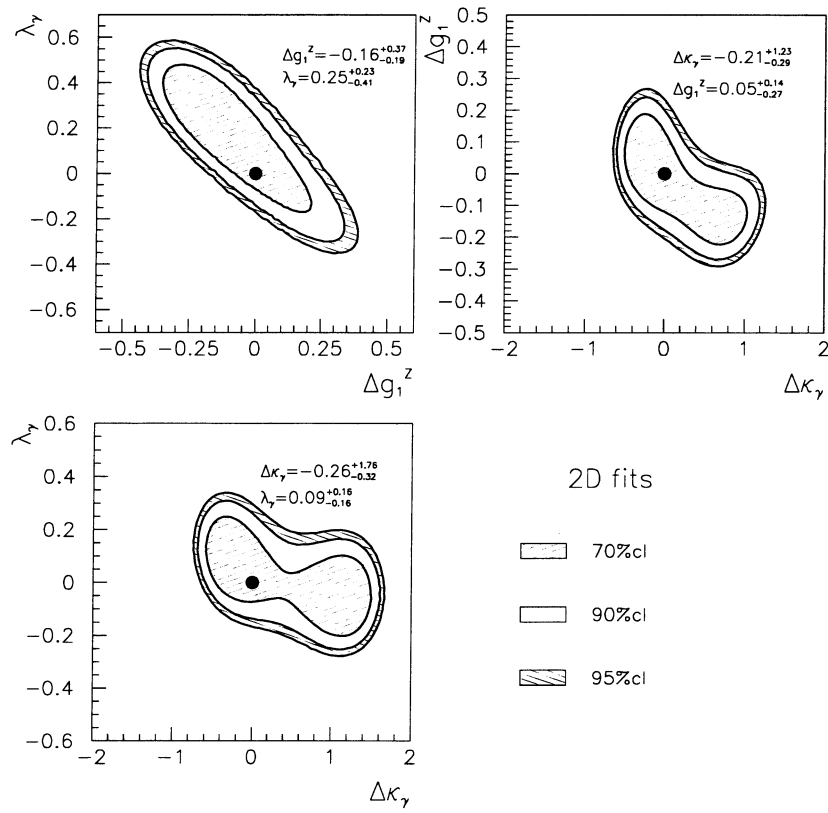 λγ
0.6
0.4
0.2
0
−0.2
−0.4
−0.6
Δg₁ᶻ=−0.16+0.37−0.19
λγ=0.25+0.23−0.41
−0.5 −0.25 0 0.25 0.5
Δg₁ᶻ
Δg₁ᶻ
0.5
0.4
0.3
0.2
0.1
0
−0.1
−0.2
−0.3
−0.4
−0.5
Δκγ=−0.21+1.23−0.29
Δg₁ᶻ=0.05+0.14−0.27
−2 −1 0 1 2
Δκγ
λγ
0.6
0.4
0.2
0
−0.2
−0.4
−0.6
Δκγ=−0.26+1.76−0.32
λγ=0.09+0.16−0.16
−2 −1 0 1 2
Δκγ
2D fits
70%cl
90%cl
95%cl